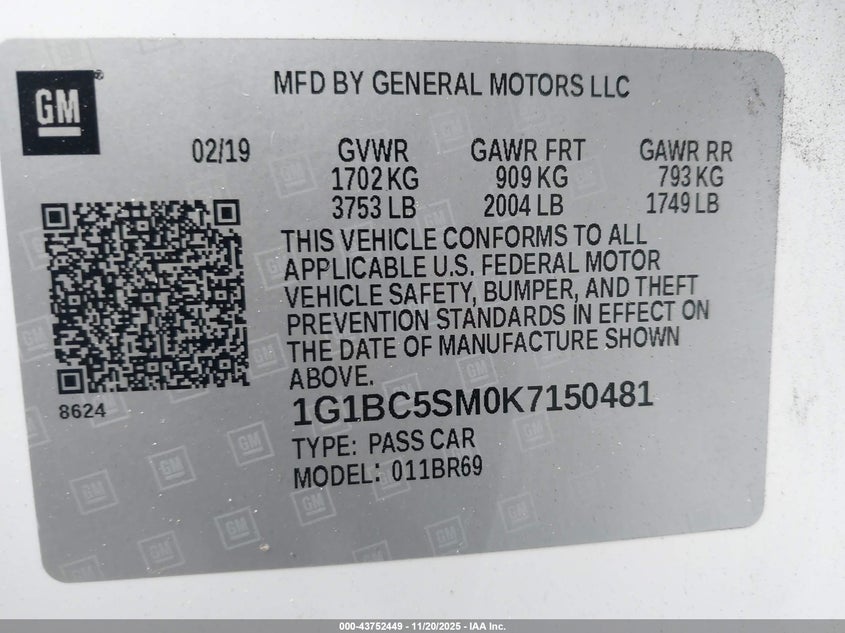 GM
MFD BY GENERAL MOTORS LLC
02/19 GVWR GAWR FRT GAWR RR
1702 KG 909 KG 793 KG
3753 LB 2004 LB 1749 LB
THIS VEHICLE CONFORMS TO ALL
APPLICABLE U.S. FEDERAL MOTOR
VEHICLE SAFETY, BUMPER, AND THEFT
PREVENTION STANDARDS IN EFFECT ON
THE DATE OF MANUFACTURE SHOWN
ABOVE.
8624
1G1BC5SM0K7150481
TYPE: PASS CAR
MODEL: 011BR69
000-43752449 - 11/20/2025 - IAA Inc.